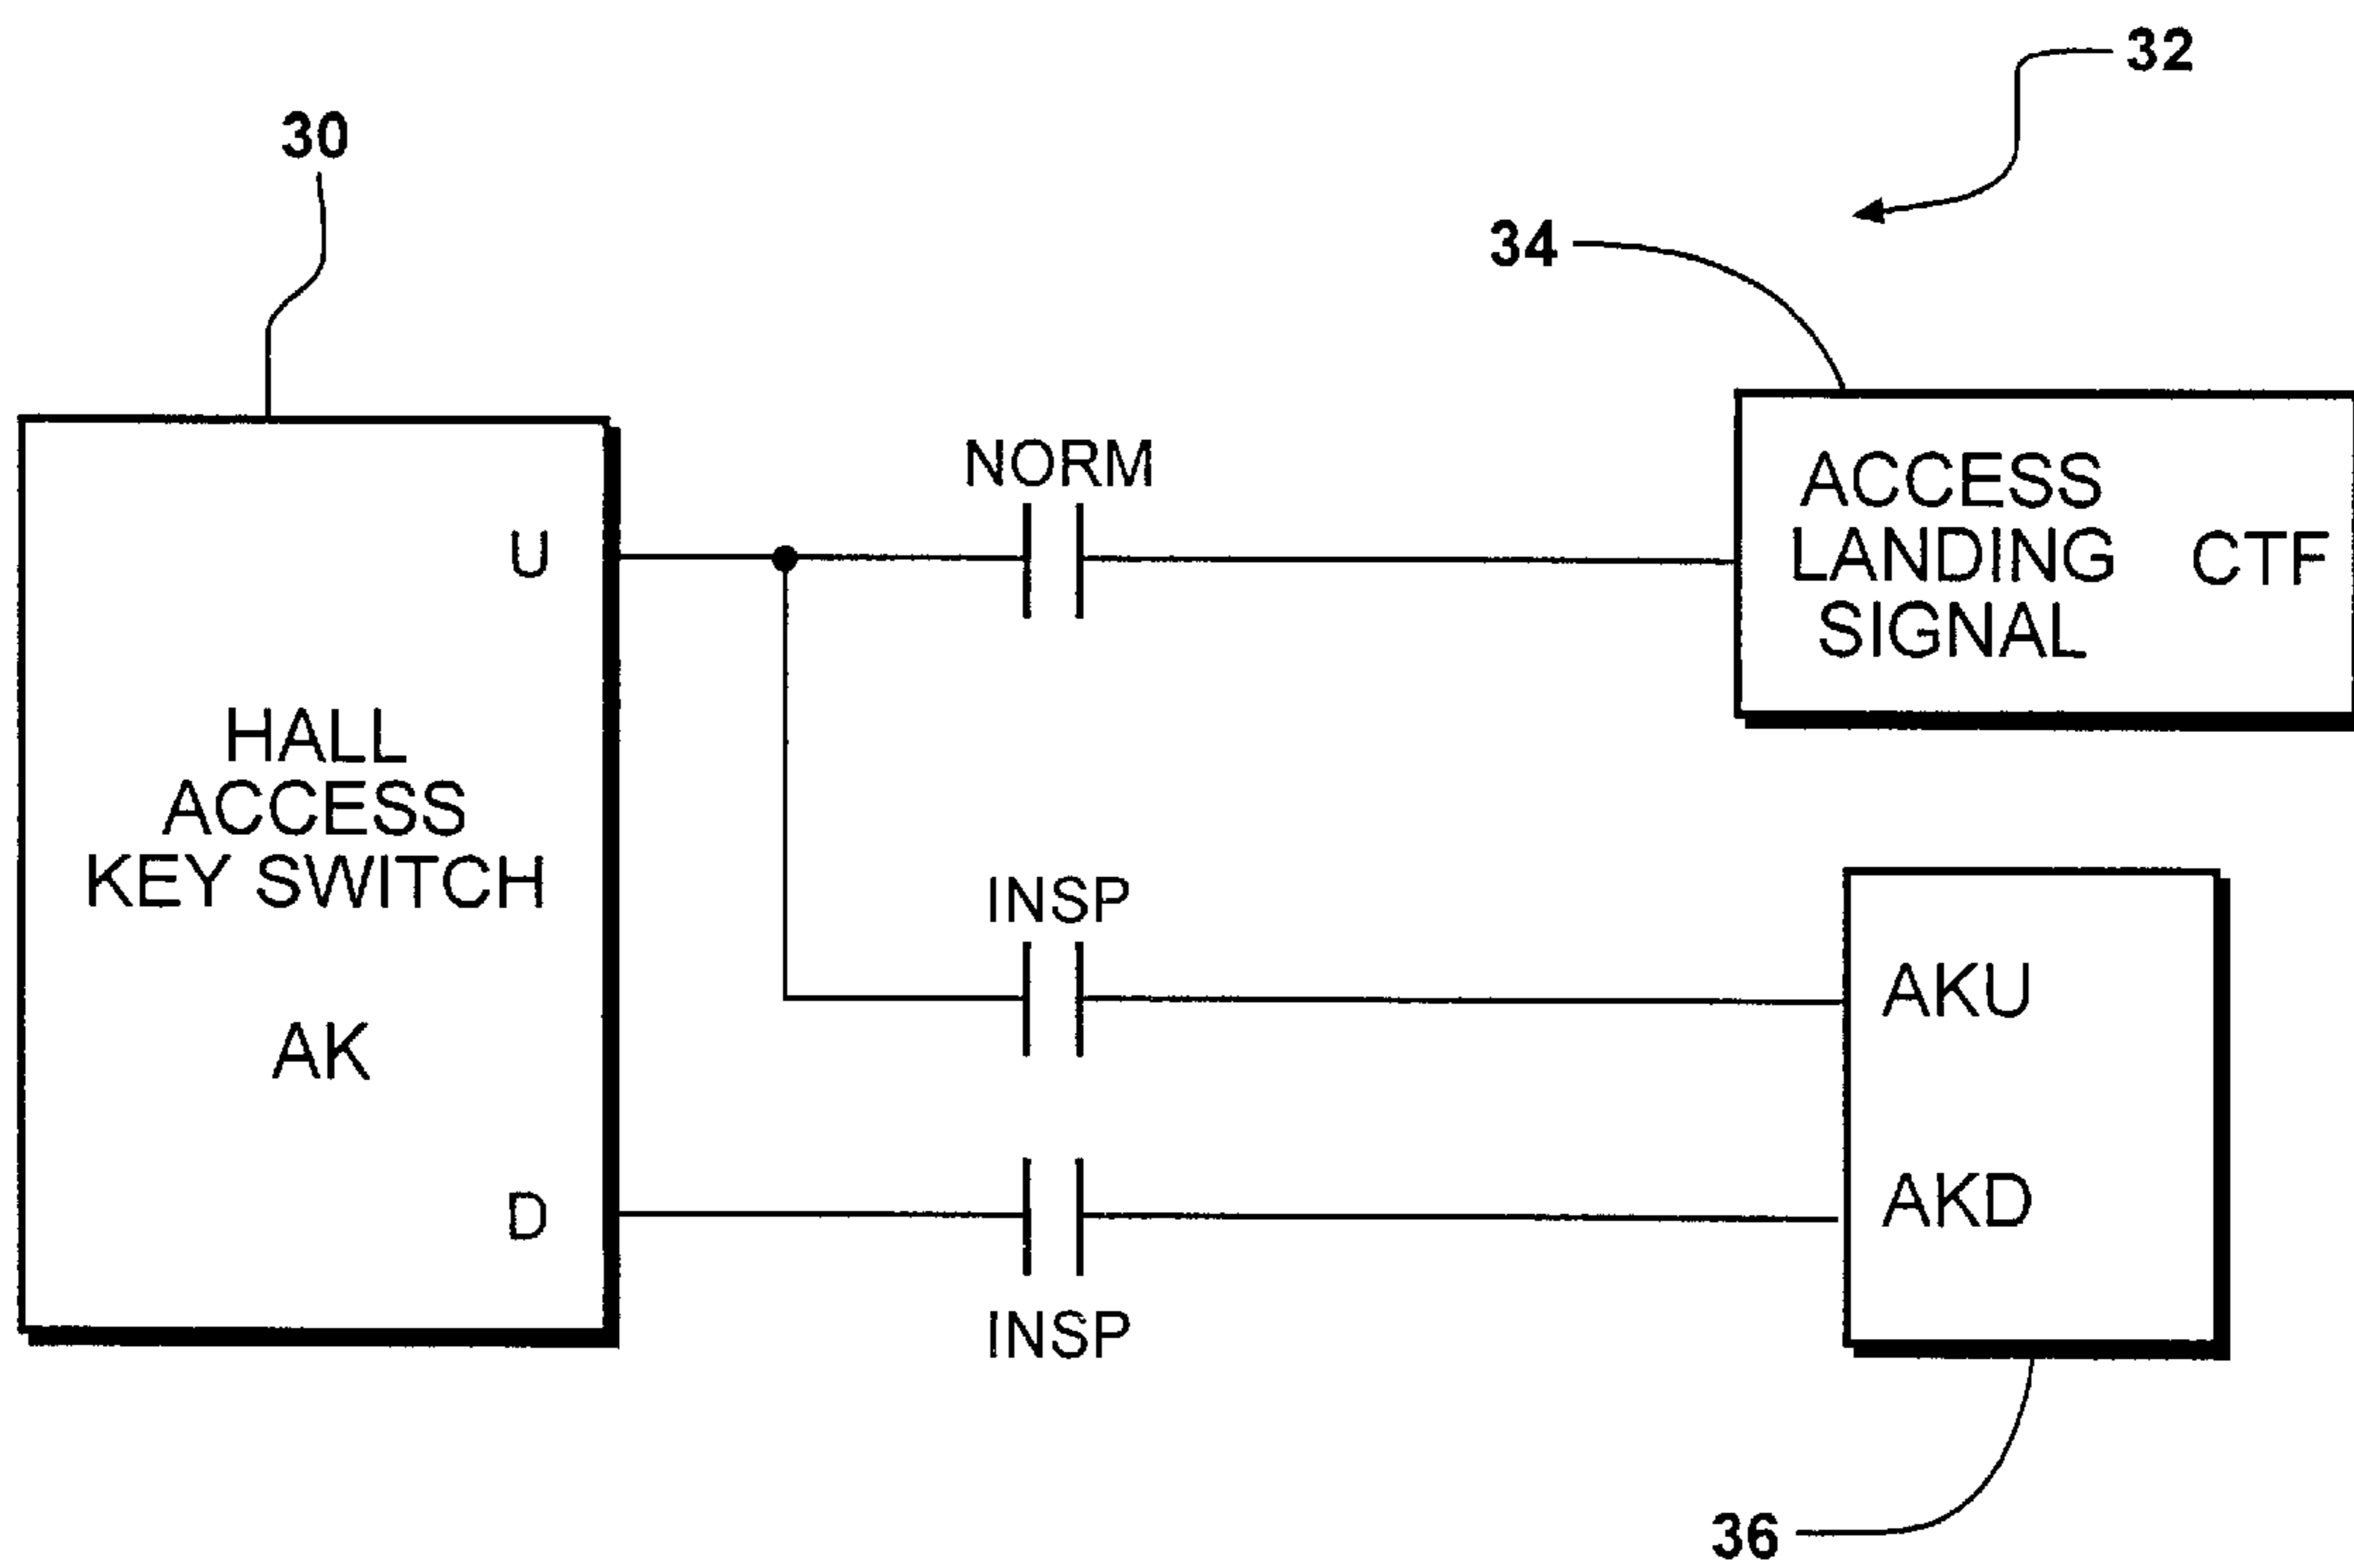 32
30
34
NORM
U
ACCESS
LANDING
SIGNAL
CTF
HALL
ACCESS
KEY SWITCH
AK
INSP
AKU
D
AKD
INSP
36